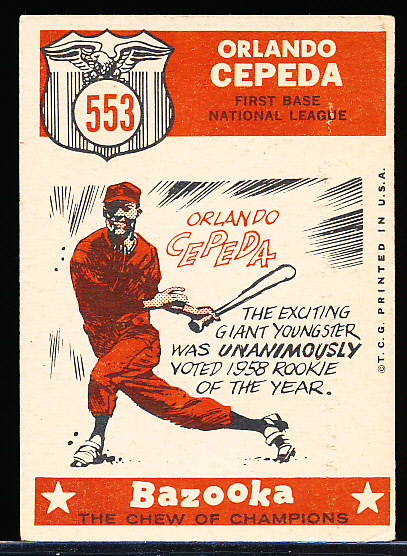 553
ORLANDO
CEPEDA
FIRST BASE
NATIONAL LEAGUE
ORLANDO
CEPEDA
THE EXCITING
GIANT YOUNGSTER
WAS UNANIMOUSLY
VOTED 1958 ROOKIE
OF THE YEAR.
© T.C.G. PRINTED IN U.S.A.
Bazooka
THE CHEW OF CHAMPIONS